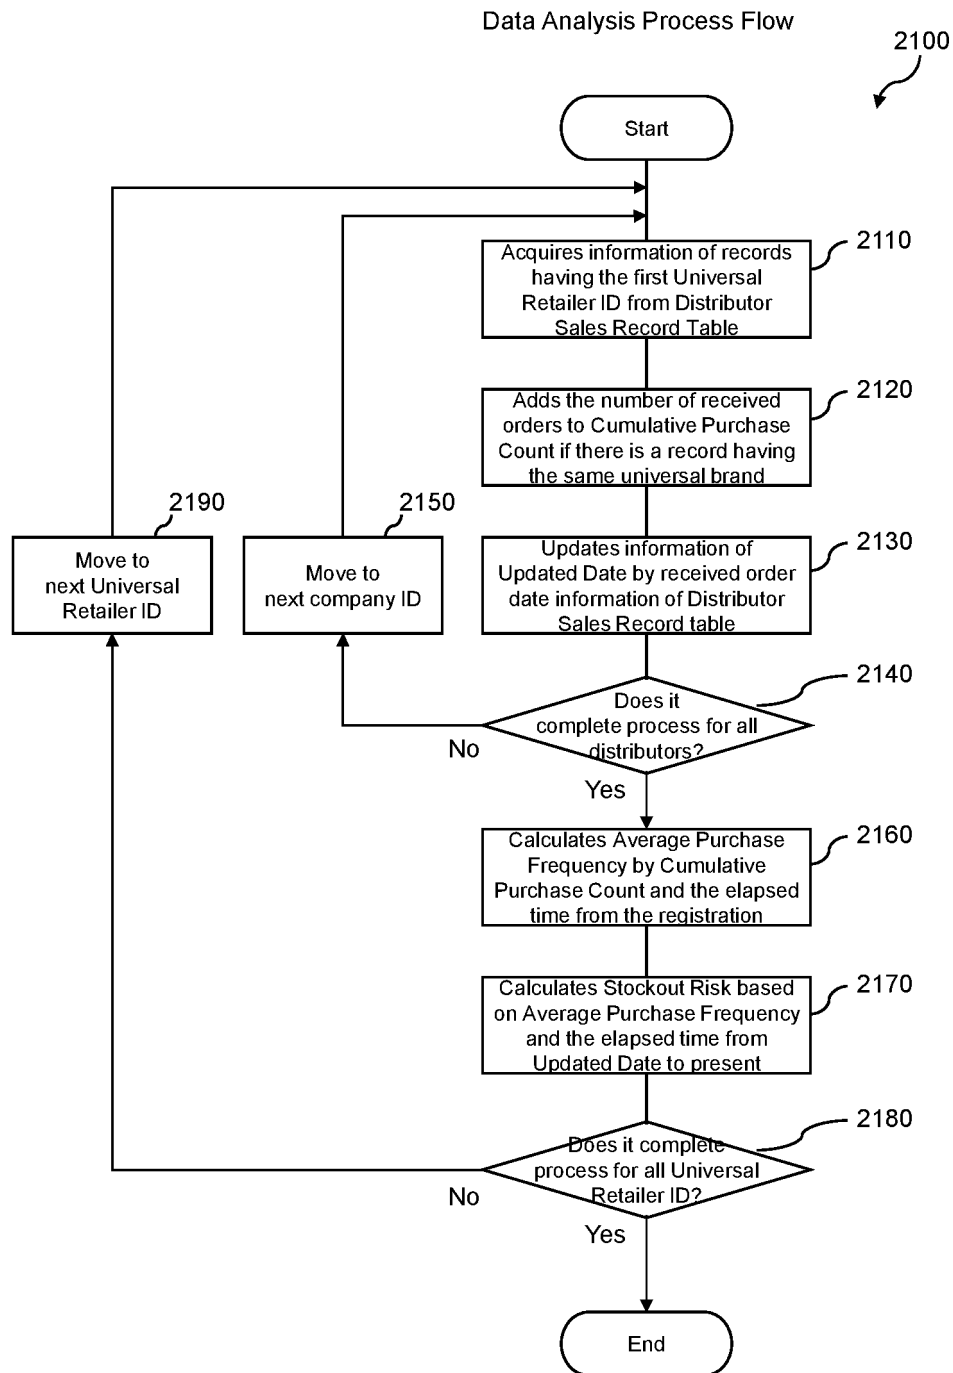 Data Analysis Process Flow
2100
Start
2110
Acquires information of records
having the first Universal
Retailer ID from Distributor
Sales Record Table
2120
Adds the number of received
orders to Cumulative Purchase
Count if there is a record having
the same universal brand
2190
Move to
next Universal
Retailer ID
2150
Move to
next company ID
2130
Updates information of
Updated Date by received order
date information of Distributor
Sales Record table
2140
Does it
complete process for all
distributors?
No
Yes
2160
Calculates Average Purchase
Frequency by Cumulative
Purchase Count and the elapsed
time from the registration
2170
Calculates Stockout Risk based
on Average Purchase Frequency
and the elapsed time from
Updated Date to present
2180
Does it complete
process for all Universal
Retailer ID?
No
Yes
End